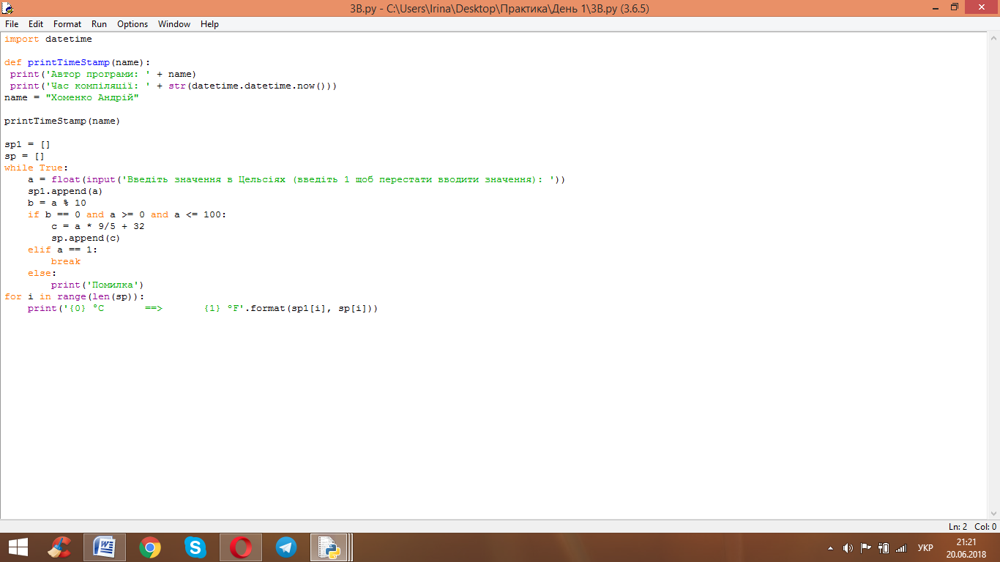 3B.py - C:\Users\Irina\Desktop\Практика\День 1\3B.py (3.6.5)
File Edit Format Run Options Window Help
import datetime
def printTimeStamp(name):
 print('Автор програми: ' + name)
 print('Час компіляції: ' + str(datetime.datetime.now()))
name = "Хоменко Андрій"
printTimeStamp(name)
sp1 = []
sp = []
while True:
    a = float(input('Введіть значення в Цельсіях (введіть 1 щоб перестати вводити значення): '))
    sp1.append(a)
    b = a % 10
    if b == 0 and a >= 0 and a <= 100:
        c = a * 9/5 + 32
        sp.append(c)
    elif a == 1:
        break
    else:
        print('Помилка')
for i in range(len(sp)):
    print('{0} °C       ==>       {1} °F'.format(sp1[i], sp[i]))
Ln: 2 Col: 0
УКР
21:21
20.06.2018